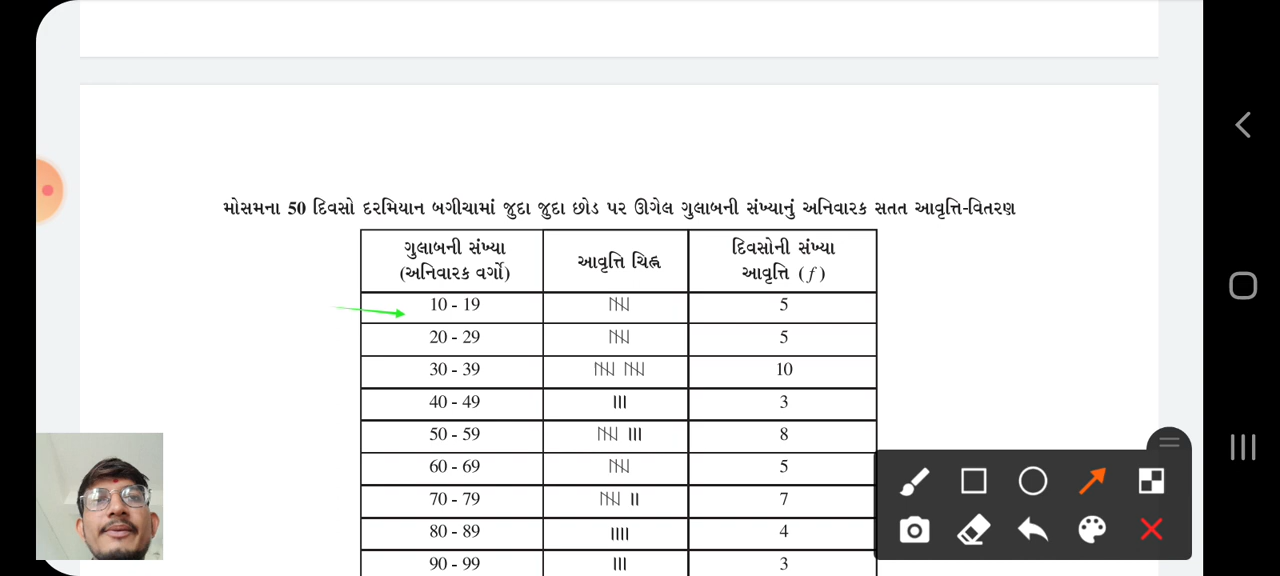 મોસમના 50 દિવસો દરમિયાન બગીચામાં જુદા જુદા છોડ પર ઊગેલ ગુલાબની સંખ્યાનું અનિવારક સતત આવૃત્તિ-વિતરણ
ગુલાબની સંખ્યા (અનિવારક વર્ગો) આવૃત્તિ ચિહ્ન દિવસોની સંખ્યા આવૃત્તિ (f)
10 - 19 5
20 - 29 5
30 - 39 10
40 - 49 3
50 - 59 8
60 - 69 5
70 - 79 7
80 - 89 4
90 - 99 3